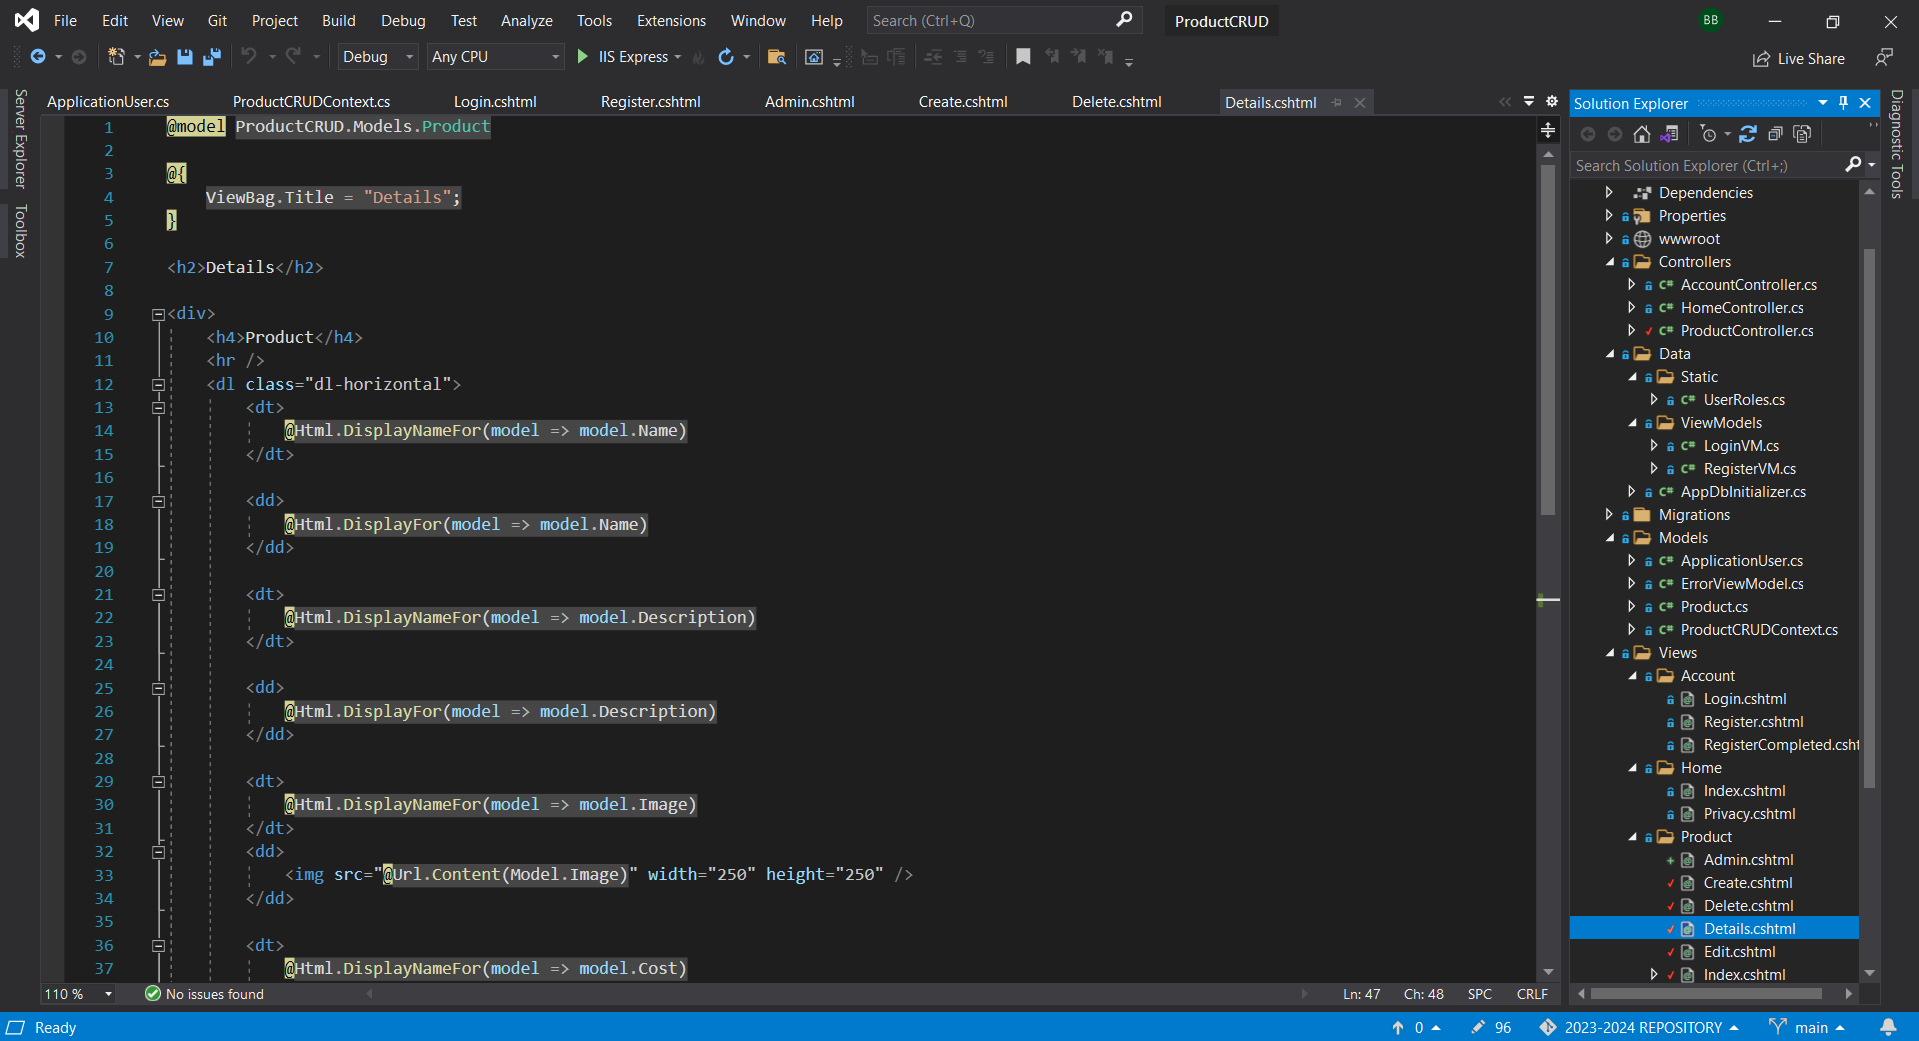 File Edit View Git Project Build Debug Test Analyze Tools Extensions Window Help Search (Ctrl+Q) ProductCRUD BB
Debug Any CPU IIS Express Live Share
Server Explorer
Toolbox
ApplicationUser.cs ProductCRUDContext.cs Login.cshtml Register.cshtml Admin.cshtml Create.cshtml Delete.cshtml Details.cshtml
1 @model ProductCRUD.Models.Product
2
3 @{
4 ViewBag.Title = "Details";
5 }
6
7 <h2>Details</h2>
8
9 <div>
10 <h4>Product</h4>
11 <hr />
12 <dl class="dl-horizontal">
13 <dt>
14 @Html.DisplayNameFor(model => model.Name)
15 </dt>
16
17 <dd>
18 @Html.DisplayFor(model => model.Name)
19 </dd>
20
21 <dt>
22 @Html.DisplayNameFor(model => model.Description)
23 </dt>
24
25 <dd>
26 @Html.DisplayFor(model => model.Description)
27 </dd>
28
29 <dt>
30 @Html.DisplayNameFor(model => model.Image)
31 </dt>
32 <dd>
33 <img src="@Url.Content(Model.Image)" width="250" height="250" />
34 </dd>
35
36 <dt>
37 @Html.DisplayNameFor(model => model.Cost)
110 % No issues found Ln: 47 Ch: 48 SPC CRLF
Solution Explorer
Search Solution Explorer (Ctrl+;)
Dependencies
Properties
wwwroot
Controllers
C# AccountController.cs
C# HomeController.cs
C# ProductController.cs
Data
Static
C# UserRoles.cs
ViewModels
C# LoginVM.cs
C# RegisterVM.cs
C# AppDbInitializer.cs
Migrations
Models
C# ApplicationUser.cs
C# ErrorViewModel.cs
C# Product.cs
C# ProductCRUDContext.cs
Views
Account
Login.cshtml
Register.cshtml
RegisterCompleted.csht
Home
Index.cshtml
Privacy.cshtml
Product
Admin.cshtml
Create.cshtml
Delete.cshtml
Details.cshtml
Edit.cshtml
Index.cshtml
Diagnostic Tools
Ready 0 96 2023-2024 REPOSITORY main